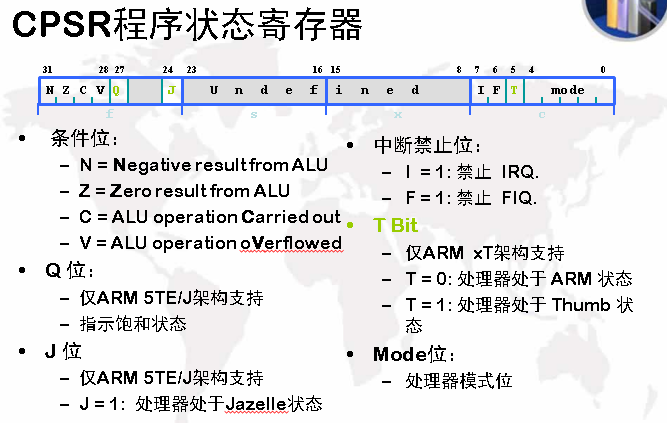 CPSR程序状态寄存器
31 28 27 24 23 16 15 8 7 6 5 4 0
N Z C V Q J U n d e f i n e d I F T mode
f s x c
• 条件位：
– N = Negative result from ALU
– Z = Zero result from ALU
– C = ALU operation Carried out
– V = ALU operation oVerflowed
• Q 位：
– 仅ARM 5TE/J架构支持
– 指示饱和状态
• J 位
– 仅ARM 5TE/J架构支持
– J = 1: 处理器处于Jazelle状态
• 中断禁止位：
– I = 1: 禁止 IRQ.
– F = 1: 禁止 FIQ.
• T Bit
– 仅ARM xT架构支持
– T = 0: 处理器处于 ARM 状态
– T = 1: 处理器处于 Thumb 状
态
• Mode位：
– 处理器模式位